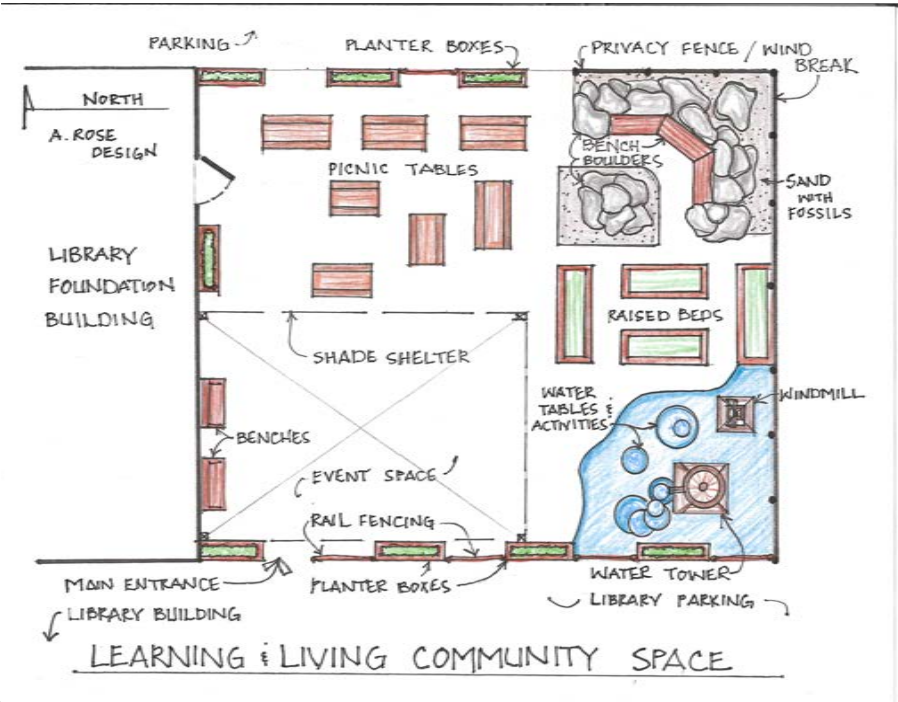 PARKING
PLANTER BOXES
PRIVACY FENCE / WIND
BREAK
NORTH
A. ROSE
DESIGN
BENCH
BOULDERS
PICNIC TABLES
SAND
WITH
FOSSILS
LIBRARY
FOUNDATION
BUILDING
RAISED BEDS
SHADE SHELTER
WATER
TABLES &
ACTIVITIES
WINDMILL
BENCHES
EVENT SPACE
RAIL FENCING
MAIN ENTRANCE
PLANTER BOXES
WATER TOWER
LIBRARY PARKING
LIBRARY BUILDING
LEARNING & LIVING COMMUNITY SPACE